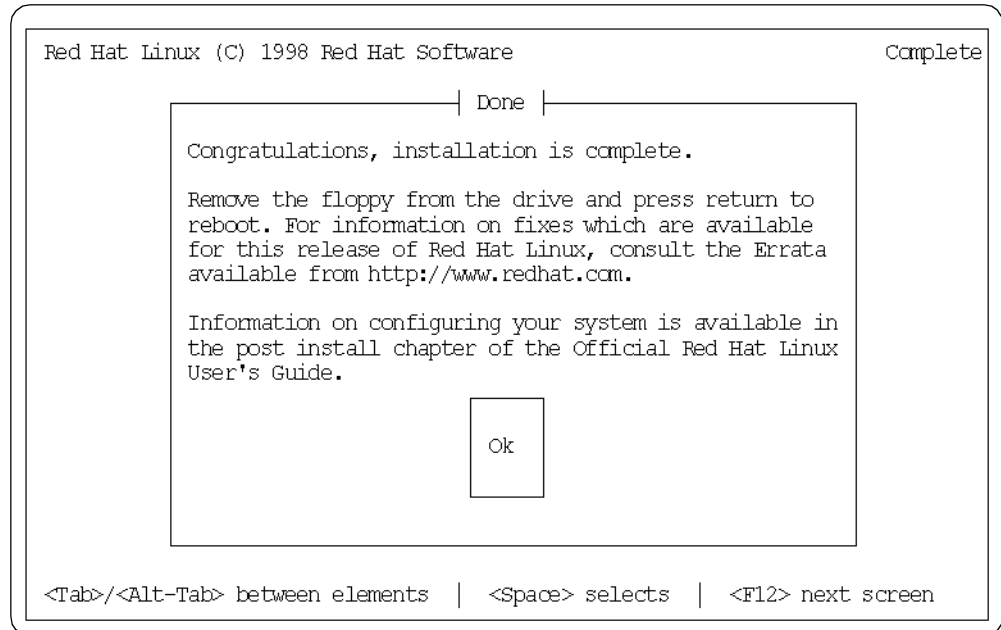 Red Hat Linux (C) 1998 Red Hat Software Complete
Done
Congratulations, installation is complete.
Remove the floppy from the drive and press return to
reboot. For information on fixes which are available
for this release of Red Hat Linux, consult the Errata
available from http://www.redhat.com.
Information on configuring your system is available in
the post install chapter of the Official Red Hat Linux
User's Guide.
Ok
<Tab>/<Alt-Tab> between elements | <Space> selects | <F12> next screen